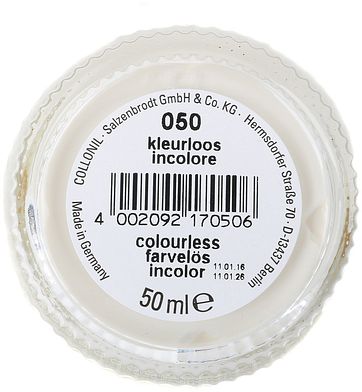 COLLONIL · Salzenbrodt GmbH & Co. KG · Hermsdorfer Straße 70 · D-13437 Berlin
050
kleurloos
incolore
4 002092 170506
Made in Germany
colourless
farvelös
incolor
11.01.16
11.01.26
50 ml e